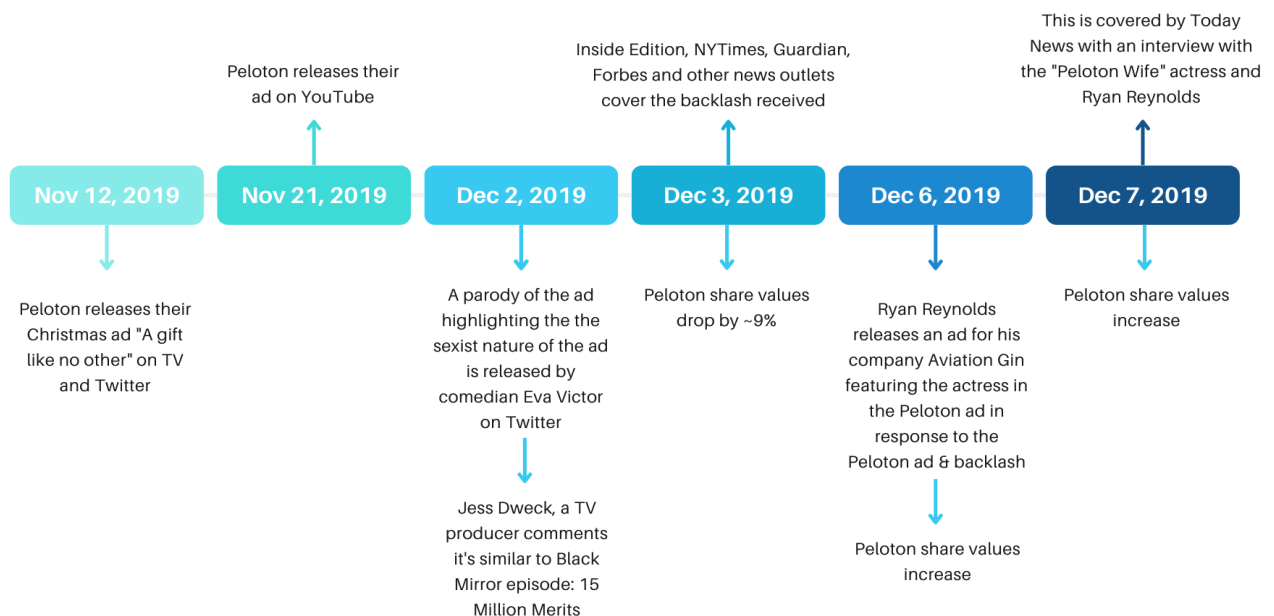 Nov 12, 2019
Peloton releases their
Christmas ad "A gift
like no other" on TV
and Twitter
Peloton releases their
ad on YouTube
Nov 21, 2019
Dec 2, 2019
A parody of the ad
highlighting the the
sexist nature of the ad
is released by
comedian Eva Victor
on Twitter
Jess Dweck, a TV
producer comments
it's similar to Black
Mirror episode: 15
Million Merits
Inside Edition, NYTimes, Guardian,
Forbes and other news outlets
cover the backlash received
Dec 3, 2019
Peloton share values
drop by ~9%
Dec 6, 2019
Ryan Reynolds
releases an ad for his
company Aviation Gin
featuring the actress in
the Peloton ad in
response to the
Peloton ad & backlash
Peloton share values
increase
This is covered by Today
News with an interview with
the "Peloton Wife" actress and
Ryan Reynolds
Dec 7, 2019
Peloton share values
increase